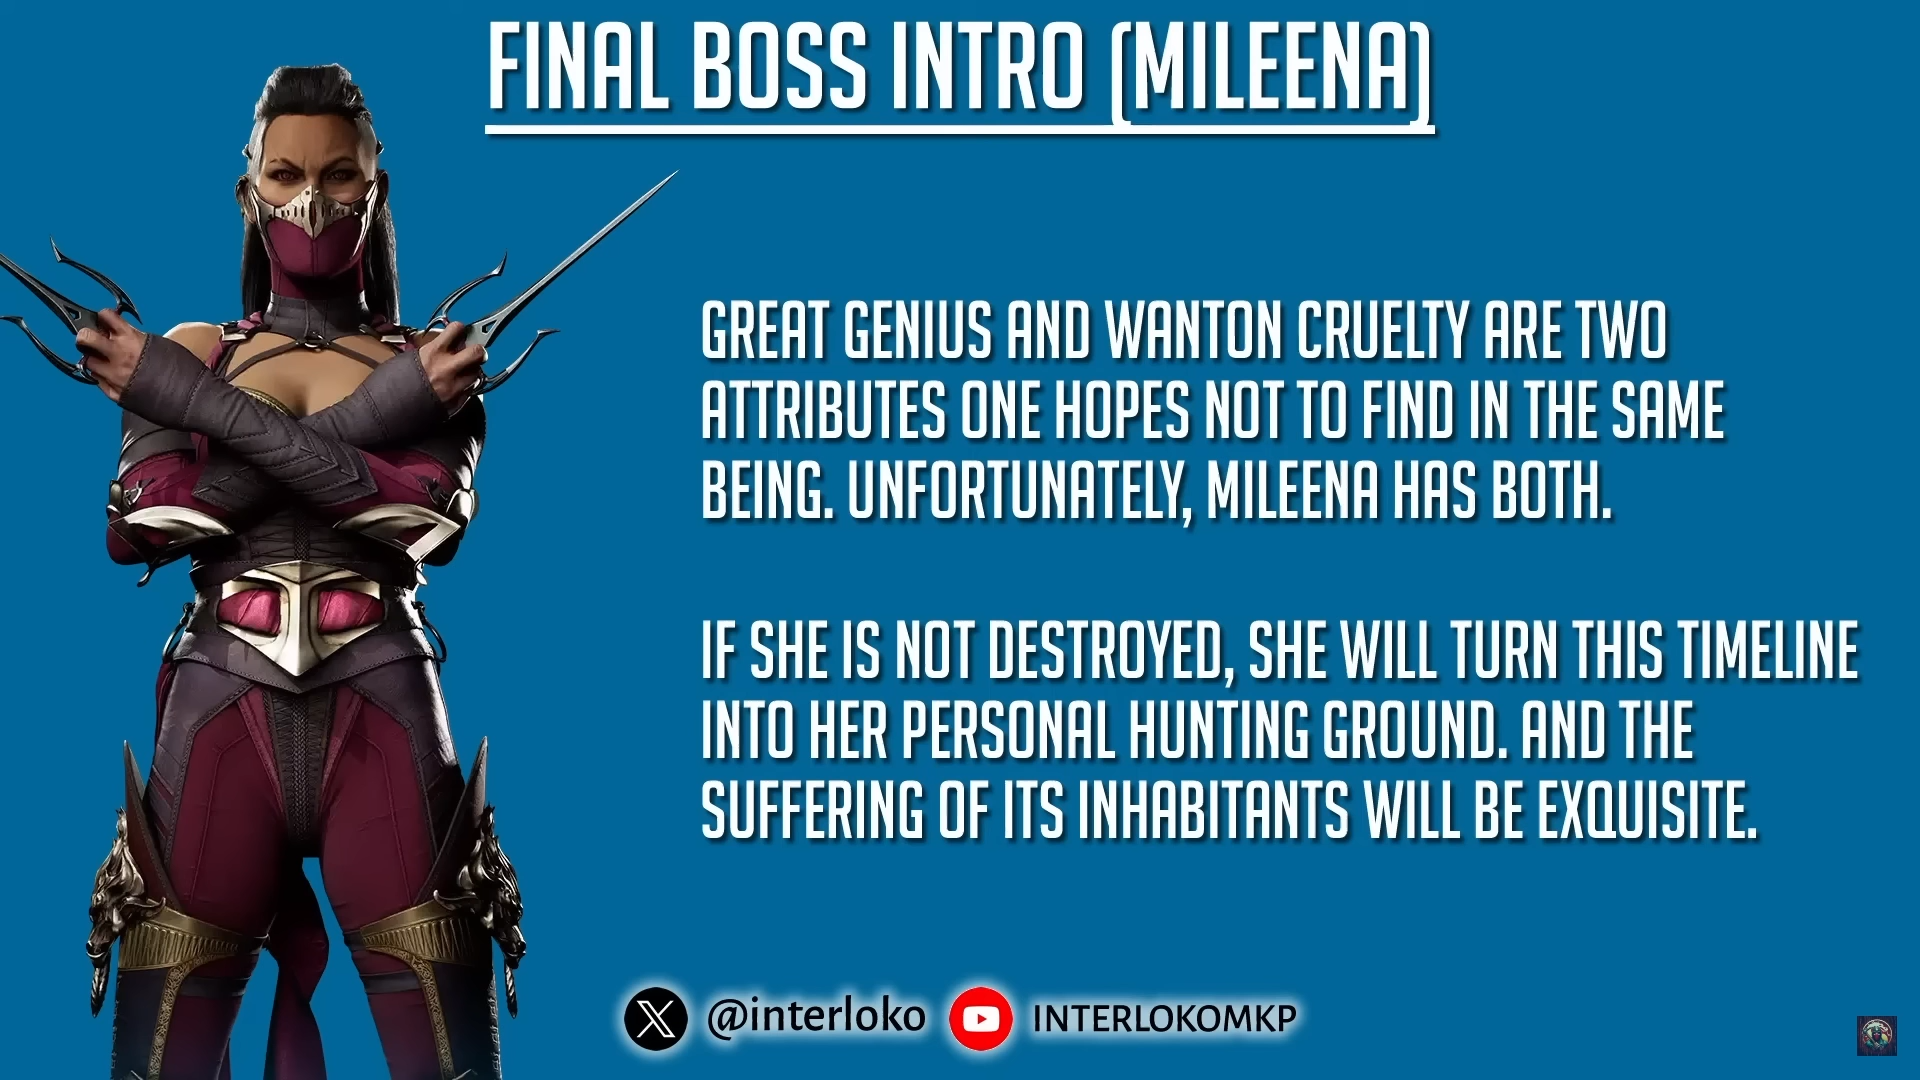 FINAL BOSS INTRO (MILEENA)
GREAT GENIUS AND WANTON CRUELTY ARE TWO
ATTRIBUTES ONE HOPES NOT TO FIND IN THE SAME
BEING. UNFORTUNATELY, MILEENA HAS BOTH.
IF SHE IS NOT DESTROYED, SHE WILL TURN THIS TIMELINE
INTO HER PERSONAL HUNTING GROUND. AND THE
SUFFERING OF ITS INHABITANTS WILL BE EXQUISITE.
@interloko INTERLOKOMKP